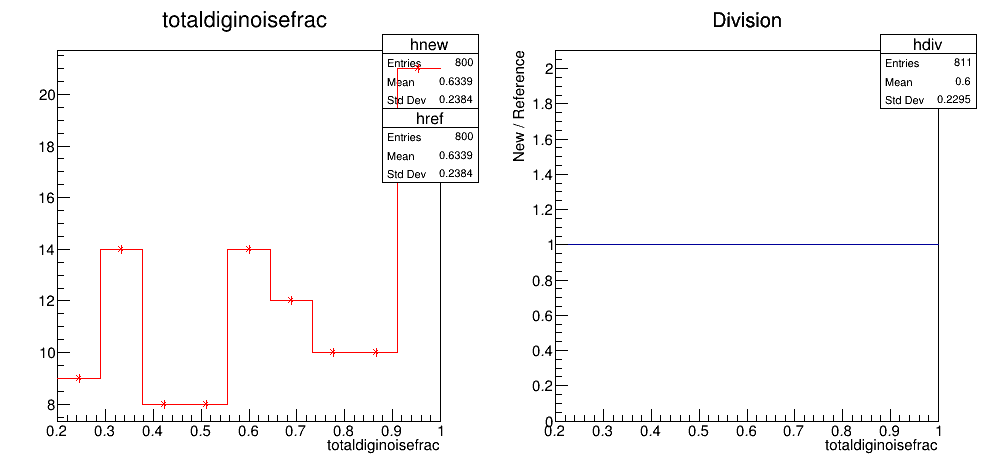 totaldiginoisefrac
hnew
Entries 800
Mean 0.6339
Std Dev 0.2384
href
Entries 800
Mean 0.6339
Std Dev 0.2384
20
18
16
14
12
10
8
0.2 0.3 0.4 0.5 0.6 0.7 0.8 0.9 1
totaldiginoisefrac
Division
hdiv
Entries 811
Mean 0.6
Std Dev 0.2295
New / Reference
2
1.8
1.6
1.4
1.2
1
0.8
0.6
0.4
0.2
0
0.2 0.3 0.4 0.5 0.6 0.7 0.8 0.9 1
totaldiginoisefrac